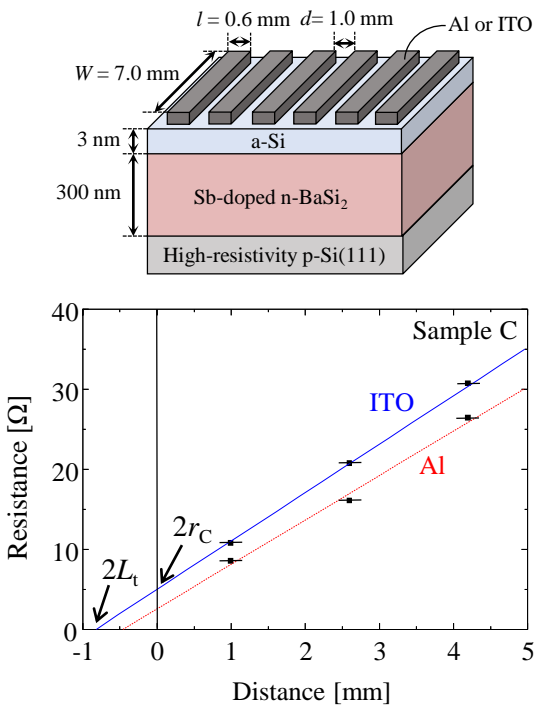 l = 0.6 mm d= 1.0 mm Al or ITO
W = 7.0 mm
3 nm a-Si
300 nm Sb-doped n-BaSi₂
High-resistivity p-Si(111)
40
Sample C
30
ITO
20
Al
10
2r_C
2L_t
0
-1 0 1 2 3 4 5
Resistance [Ω]
Distance [mm]